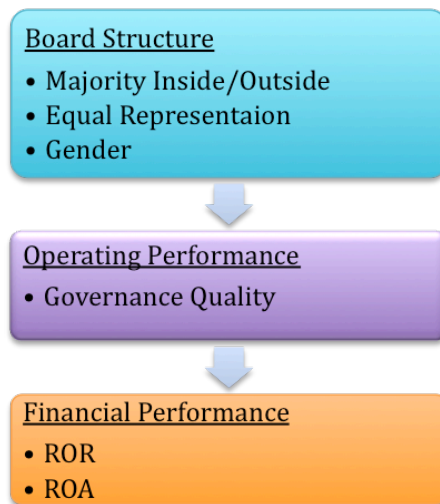 Board Structure
• Majority Inside/Outside
• Equal Representaion
• Gender
Operating Performance
• Governance Quality
Financial Performance
• ROR
• ROA